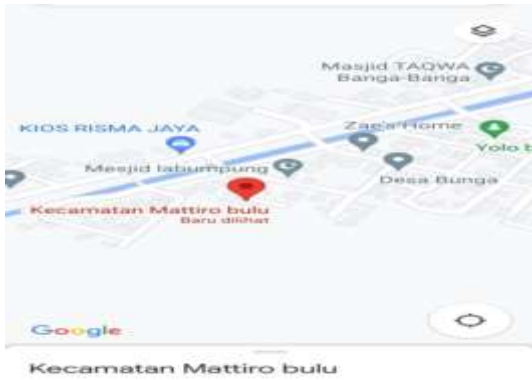 Masjid TAQWA
Banga-Banga
KIOS RISMA JAYA
Zae's Home
Yolo b
Mesjid labumpung
Desa Bunga
Kecamatan Mattiro bulu
Baru dilihat
Google
Kecamatan Mattiro bulu